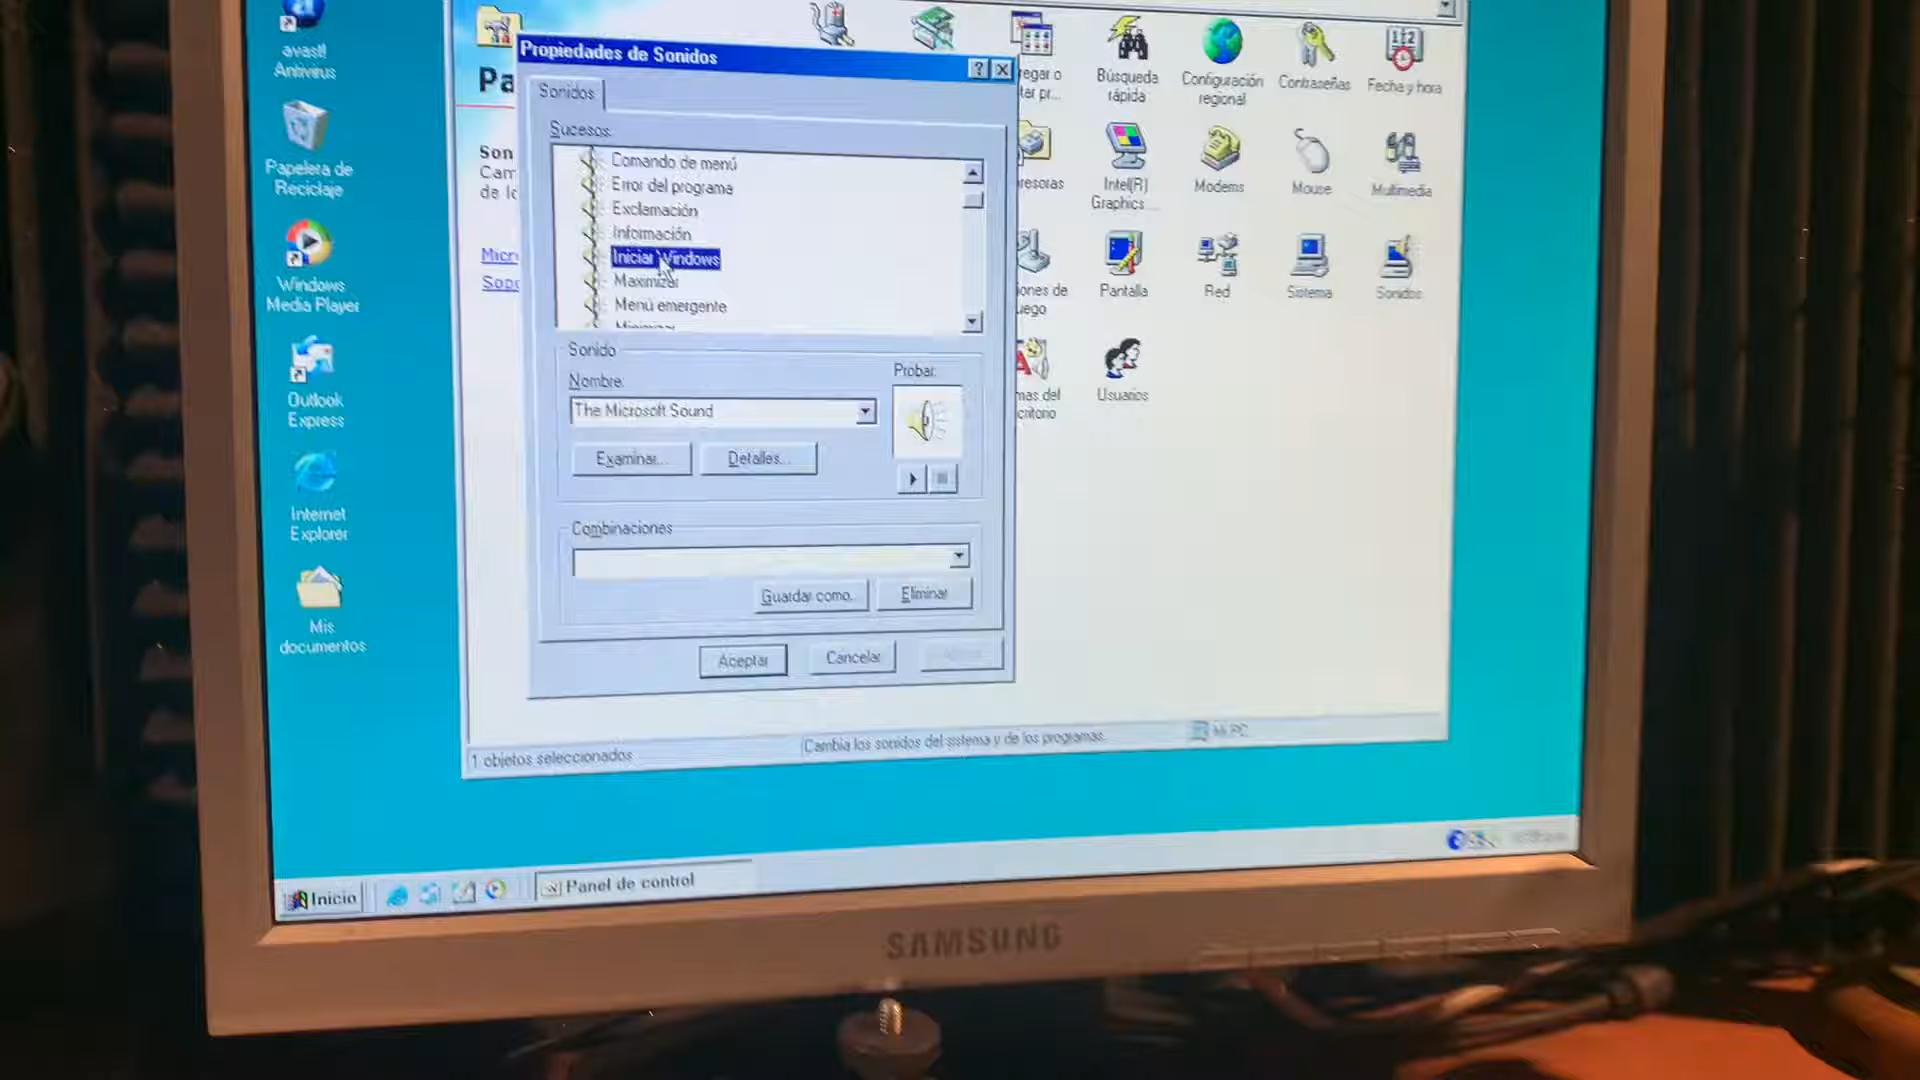 avast!
Antivirus
Papelera de
Reciclaje
Windows
Media Player
Outlook
Express
Internet
Explorer
Mis
documentos
Pa
Son
Cam
de lo
Micr
Sopo
Propiedades de Sonidos
Sonidos
Sucesos:
Comando de menú
Error del programa
Exclamación
Información
Iniciar Windows
Maximizar
Menú emergente
Minimizar
Sonido
Nombre:
The Microsoft Sound
Probar:
Examinar...
Detalles...
Combinaciones
Guardar como...
Eliminar
Aceptar
Cancelar
regar o
tar pr...
Búsqueda
rápida
Configuración
regional
Contraseñas
Fecha y hora
resoras
Intel(R)
Graphics ...
Modems
Mouse
Multimedia
iones de
uego
Pantalla
Red
Sistema
Sonidos
mas del
critorio
Usuarios
1 objetos seleccionados
Cambia los sonidos del sistema y de los programas.
Mi PC
Inicio
Panel de control
SAMSUNG